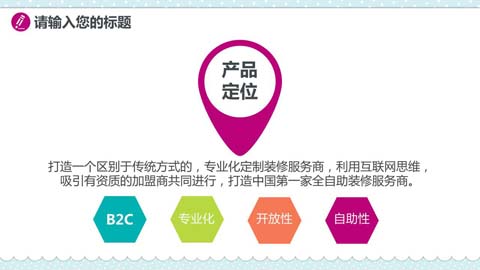 请输入您的标题
产品
定位
打造一个区别于传统方式的，专业化定制装修服务商，利用互联网思维，
吸引有资质的加盟商共同进行，打造中国第一家全自助装修服务商。
B2C
专业化
开放性
自助性